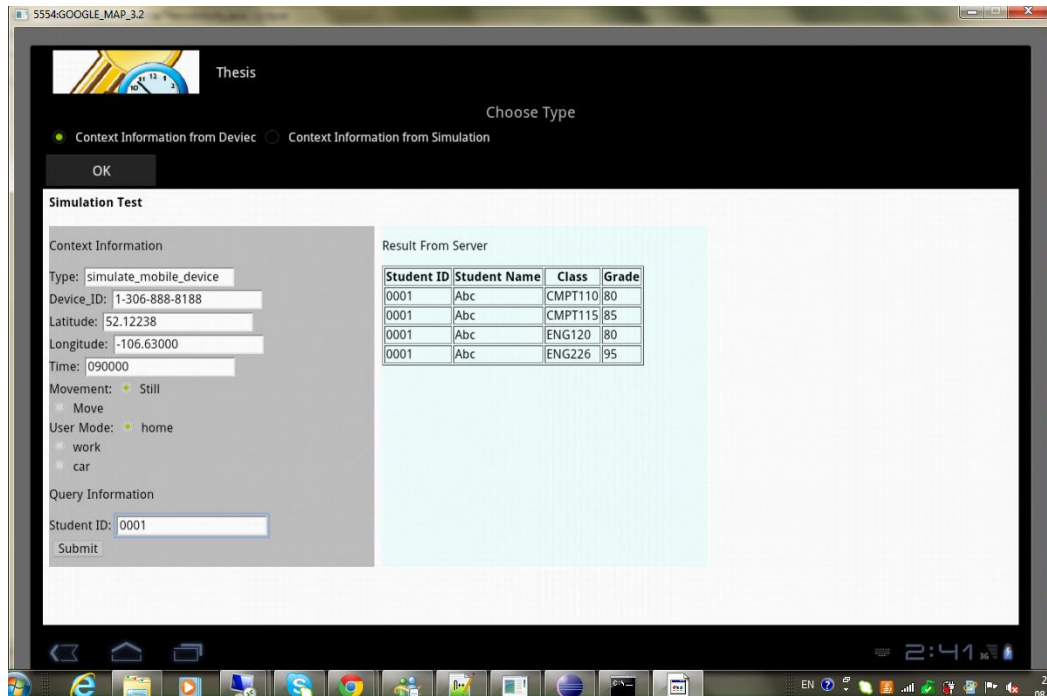 5554:GOOGLE_MAP_3.2
Thesis
Choose Type
Context Information from Deviec Context Information from Simulation
OK
Simulation Test
Context Information
Type: simulate_mobile_device
Device_ID: 1-306-888-8188
Latitude: 52.12238
Longitude: -106.63000
Time: 090000
Movement: Still
Move
User Mode: home
work
car
Query Information
Student ID: 0001
Submit
Result From Server
Student ID Student Name Class Grade
0001 Abc CMPT110 80
0001 Abc CMPT115 85
0001 Abc ENG120 80
0001 Abc ENG226 95
2:41
EN